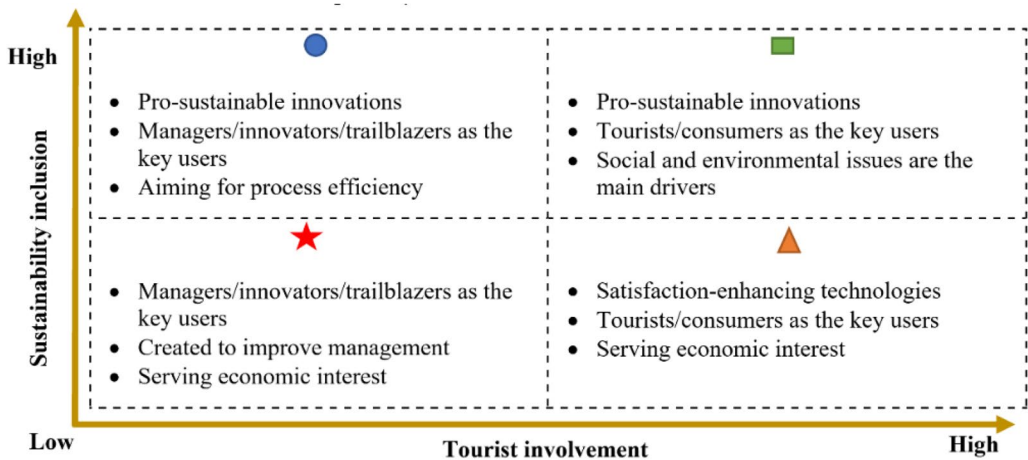 High
• Pro-sustainable innovations
• Managers/innovators/trailblazers as the
key users
• Aiming for process efficiency
• Pro-sustainable innovations
• Tourists/consumers as the key users
• Social and environmental issues are the
main drivers
Sustainability inclusion
• Managers/innovators/trailblazers as the
key users
• Created to improve management
• Serving economic interest
• Satisfaction-enhancing technologies
• Tourists/consumers as the key users
• Serving economic interest
Low
Tourist involvement
High